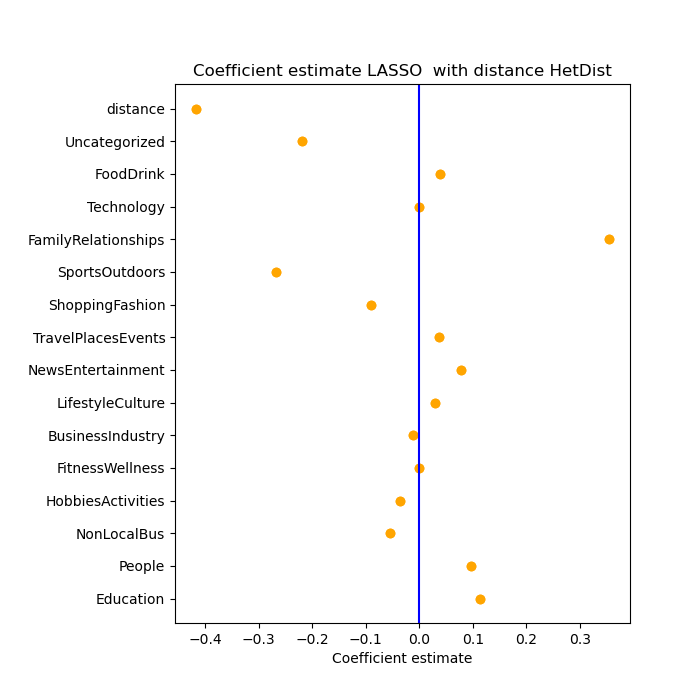 Coefficient estimate LASSO  with distance HetDist
distance
Uncategorized
FoodDrink
Technology
FamilyRelationships
SportsOutdoors
ShoppingFashion
TravelPlacesEvents
NewsEntertainment
LifestyleCulture
BusinessIndustry
FitnessWellness
HobbiesActivities
NonLocalBus
People
Education
−0.4 −0.3 −0.2 −0.1 0.0 0.1 0.2 0.3
Coefficient estimate